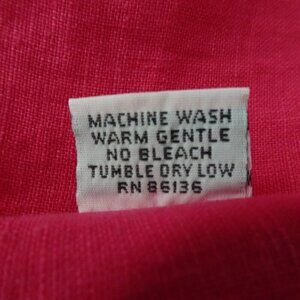 MACHINE WASH
WARM GENTLE
NO BLEACH
TUMBLE DRY LOW
RN 86136